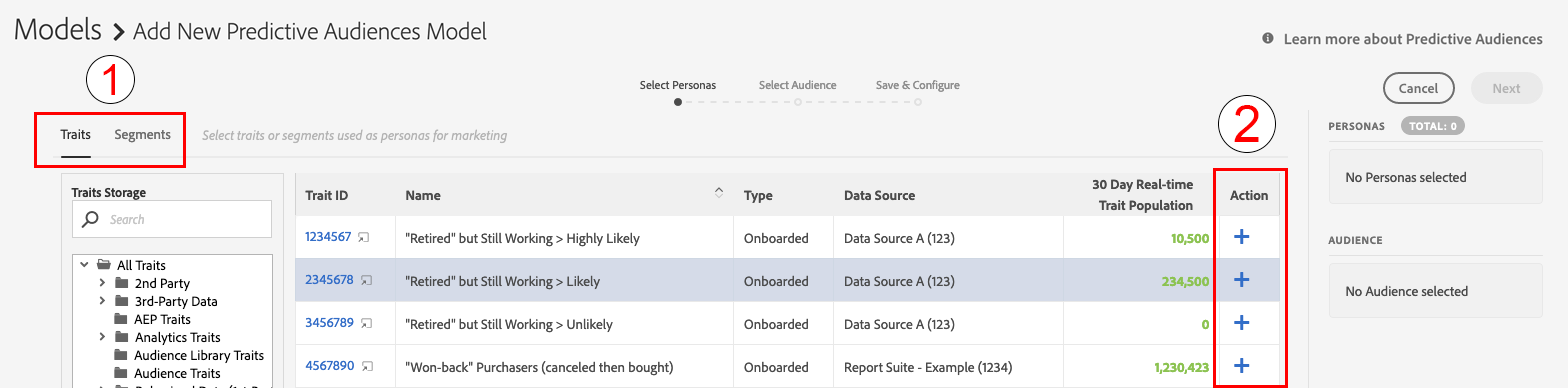 Models > Add New Predictive Audiences Model
Learn more about Predictive Audiences
1
Select Personas Select Audience Save & Configure
Cancel Next
Traits Segments Select traits or segments used as personas for marketing
2
PERSONAS TOTAL: 0
No Personas selected
AUDIENCE
No Audience selected
Traits Storage
Search
All Traits
2nd Party
3rd-Party Data
AEP Traits
Analytics Traits
Audience Library Traits
Audience Traits
Trait ID Name Type Data Source 30 Day Real-time Trait Population Action
1234567 "Retired" but Still Working > Highly Likely Onboarded Data Source A (123) 10,500 +
2345678 "Retired" but Still Working > Likely Onboarded Data Source A (123) 234,500 +
3456789 "Retired" but Still Working > Unlikely Onboarded Data Source A (123) 0 +
4567890 "Won-back" Purchasers (canceled then bought) Onboarded Report Suite - Example (1234) 1,230,423 +